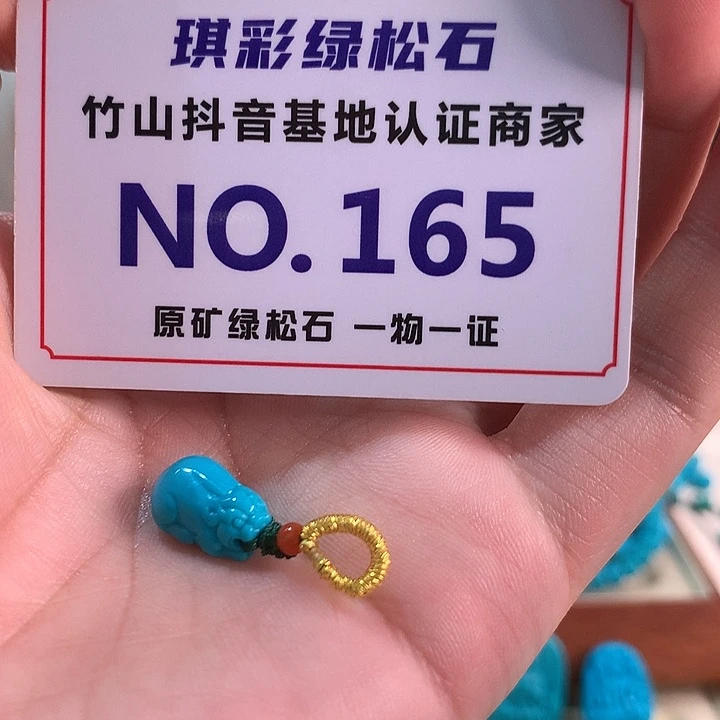 琪彩绿松石
竹山抖音基地认证商家
NO.165
原矿绿松石 一物一证